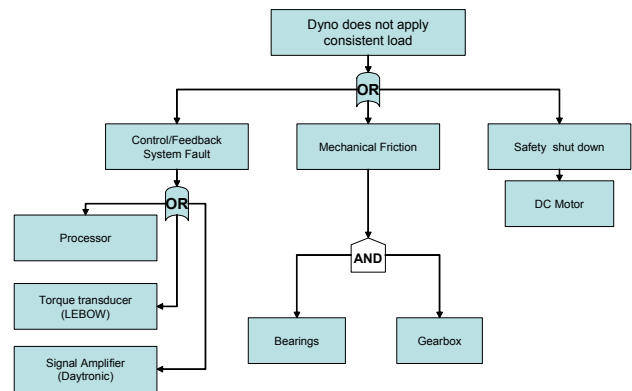 Dyno does not apply
consistent load
OR
Control/Feedback
System Fault
Mechanical Friction
Safety shut down
OR
DC Motor
Processor
AND
Torque transducer
(LEBOW)
Bearings
Gearbox
Signal Amplifier
(Daytronic)